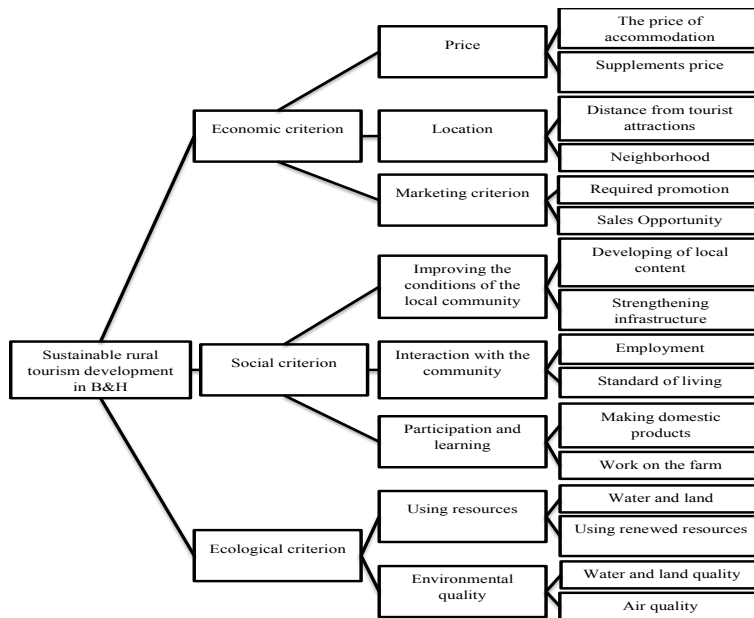 Sustainable rural
tourism development
in B&H
Economic criterion
Price
The price of
accommodation
Supplements price
Location
Distance from tourist
attractions
Neighborhood
Marketing criterion
Required promotion
Sales Opportunity
Social criterion
Improving the
conditions of the
local community
Developing of local
content
Strengthening
infrastructure
Interaction with the
community
Employment
Standard of living
Participation and
learning
Making domestic
products
Work on the farm
Ecological criterion
Using resources
Water and land
Using renewed resources
Environmental
quality
Water and land quality
Air quality